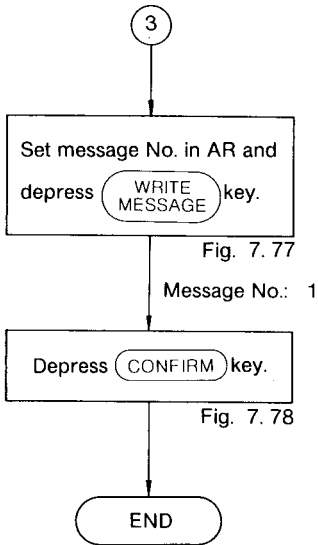 3
Set message No. in AR and
depress WRITE MESSAGE key.
Fig. 7. 77
Message No.: 1
Depress CONFIRM key.
Fig. 7. 78
END